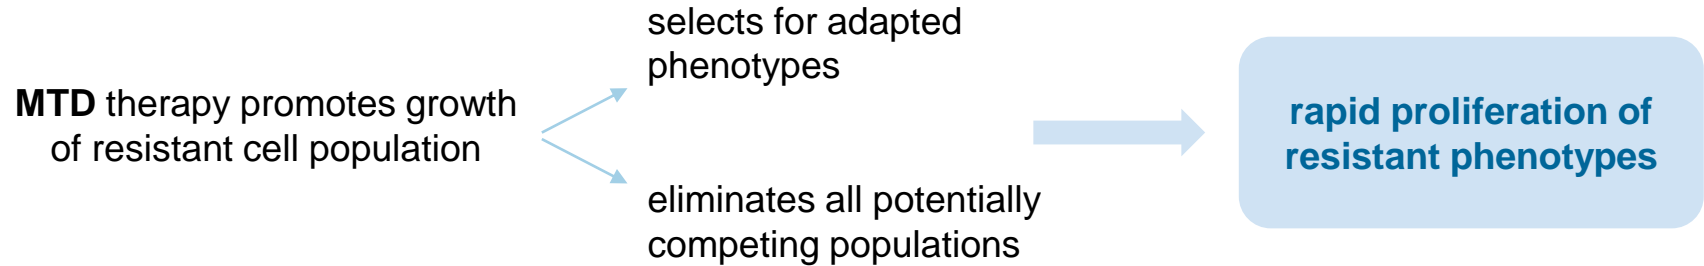 MTD therapy promotes growth
of resistant cell population
selects for adapted
phenotypes
eliminates all potentially
competing populations
rapid proliferation of
resistant phenotypes